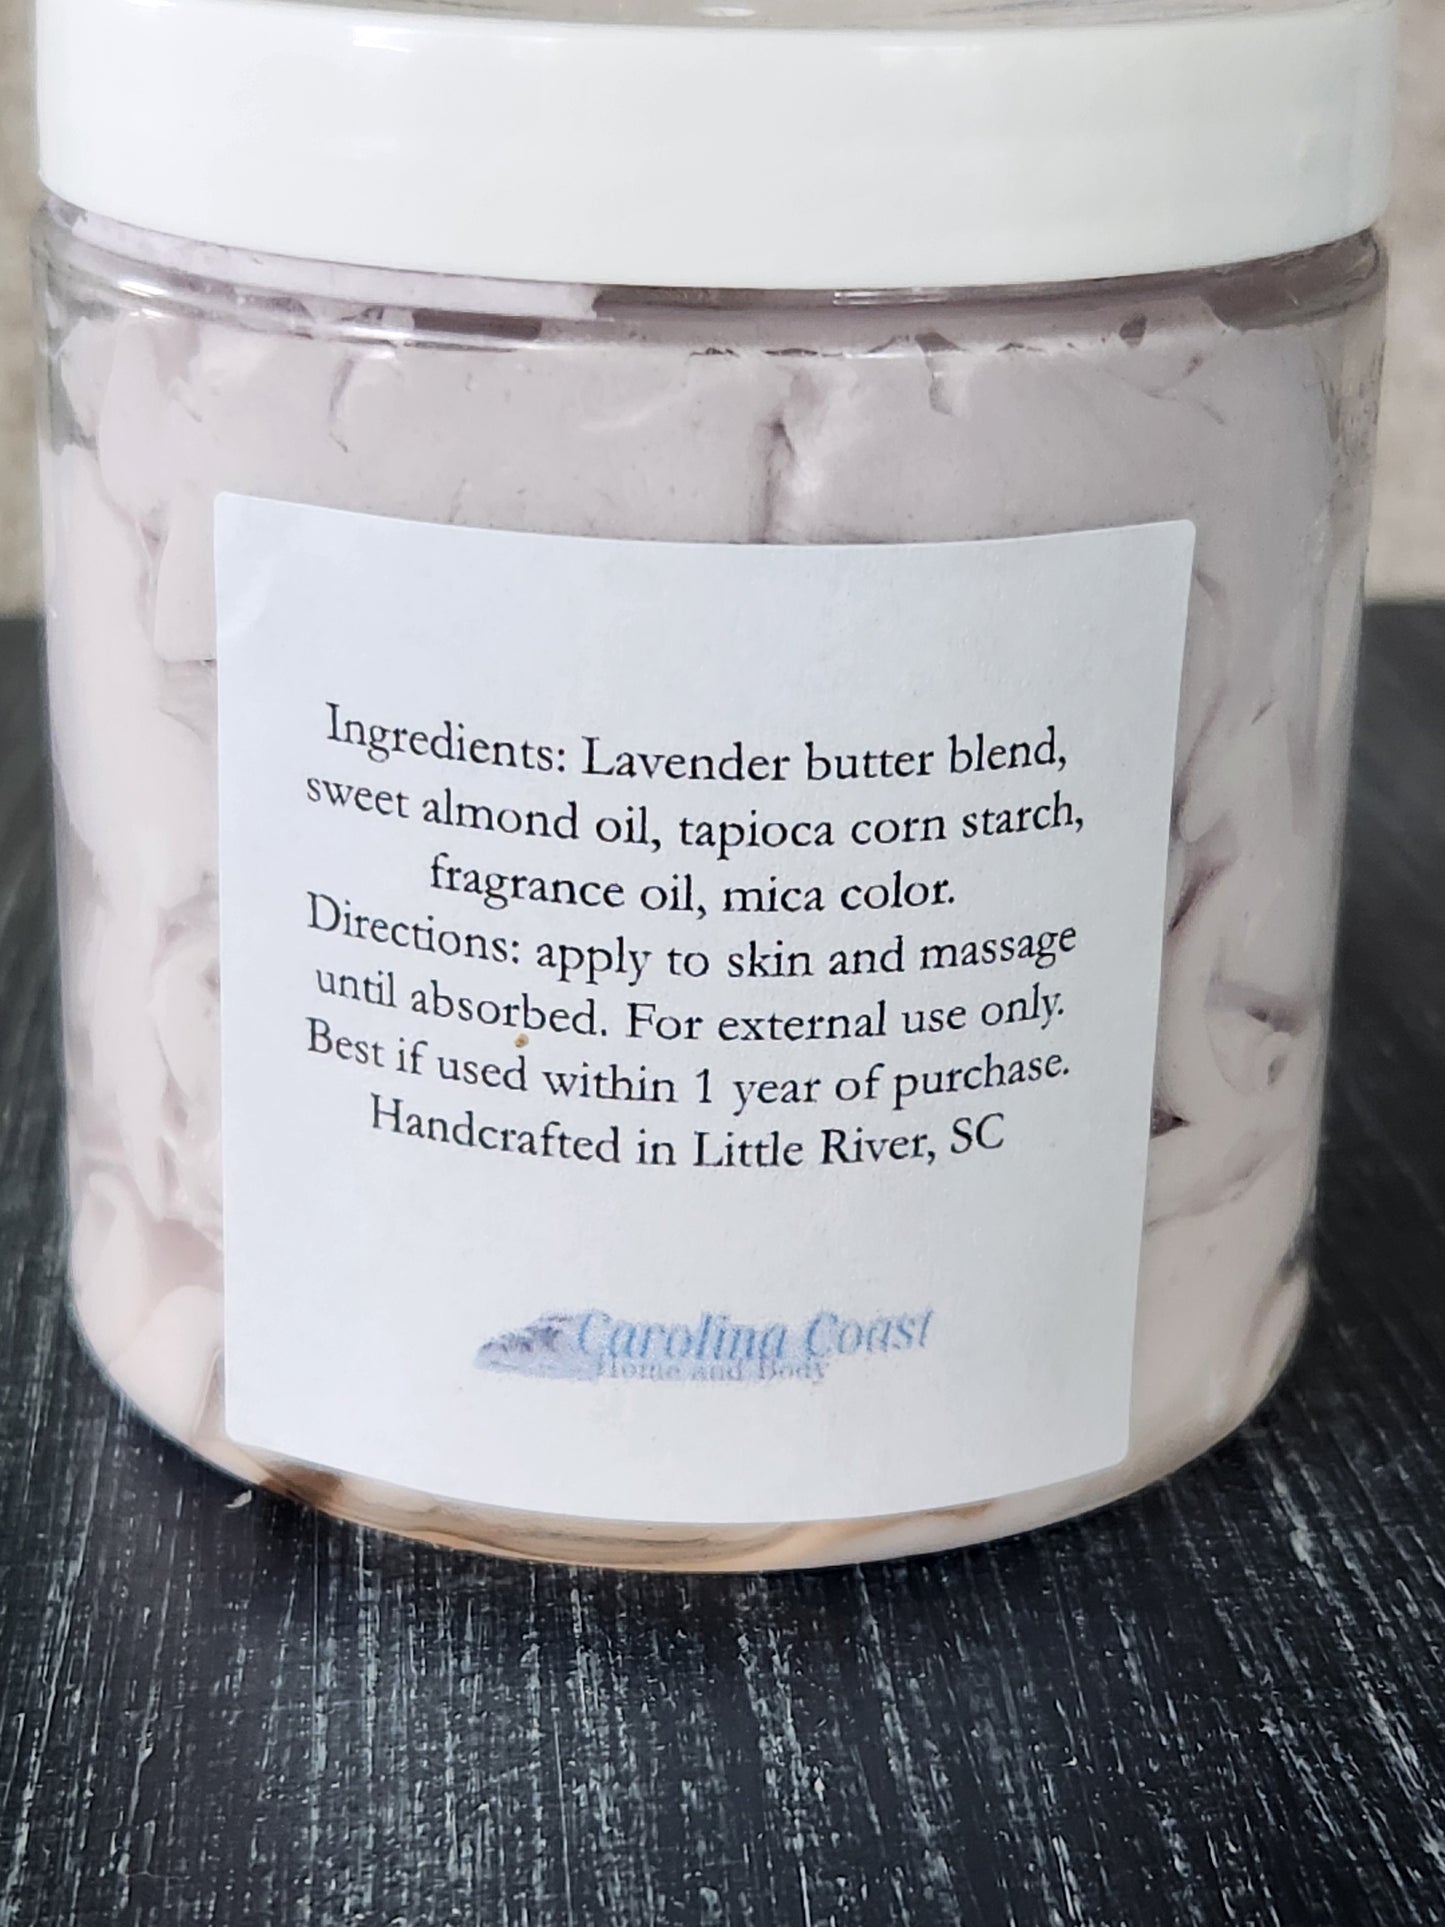 Ingredients: Lavender butter blend,
sweet almond oil, tapioca corn starch,
fragrance oil, mica color.
Directions: apply to skin and massage
until absorbed. For external use only.
Best if used within 1 year of purchase.
Handcrafted in Little River, SC
Carolina Coast
Home and Body